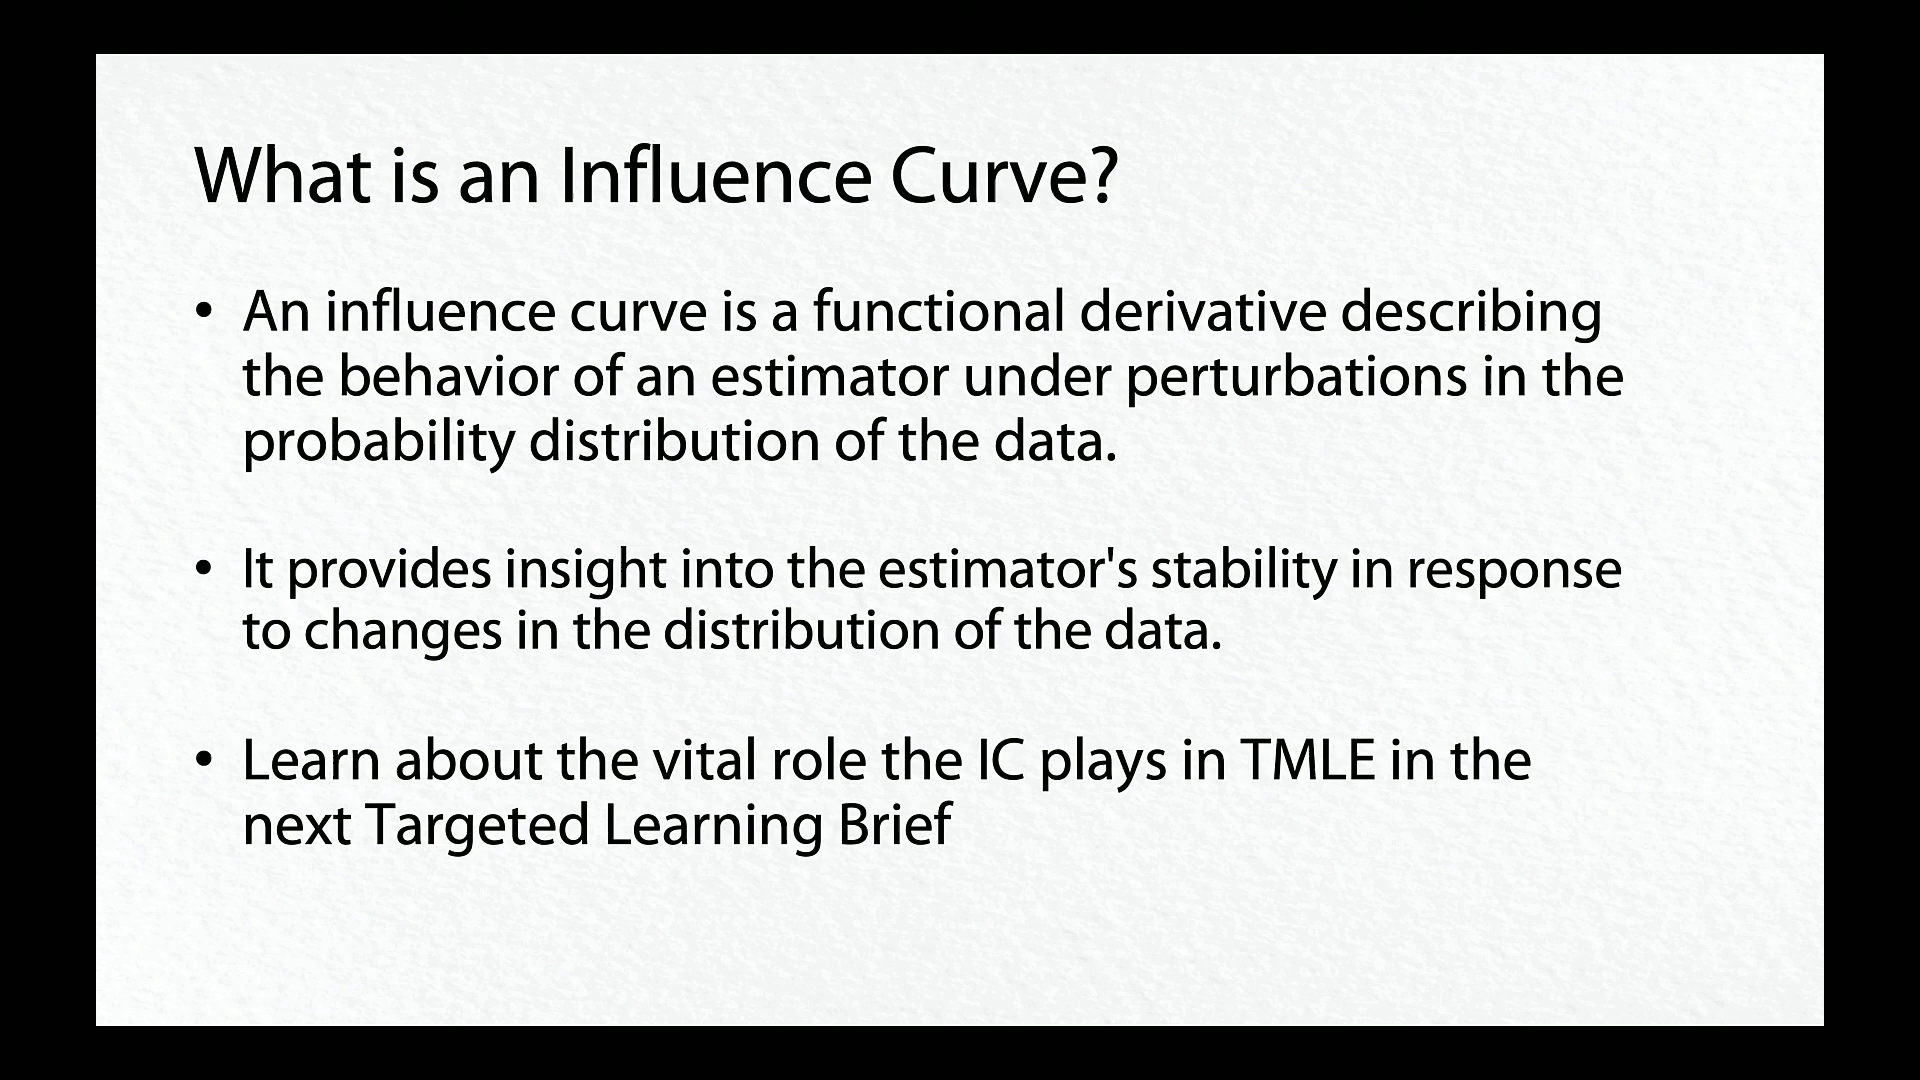 What is an Influence Curve?
• An influence curve is a functional derivative describing
the behavior of an estimator under perturbations in the
probability distribution of the data.
• It provides insight into the estimator's stability in response
to changes in the distribution of the data.
• Learn about the vital role the IC plays in TMLE in the
next Targeted Learning Brief